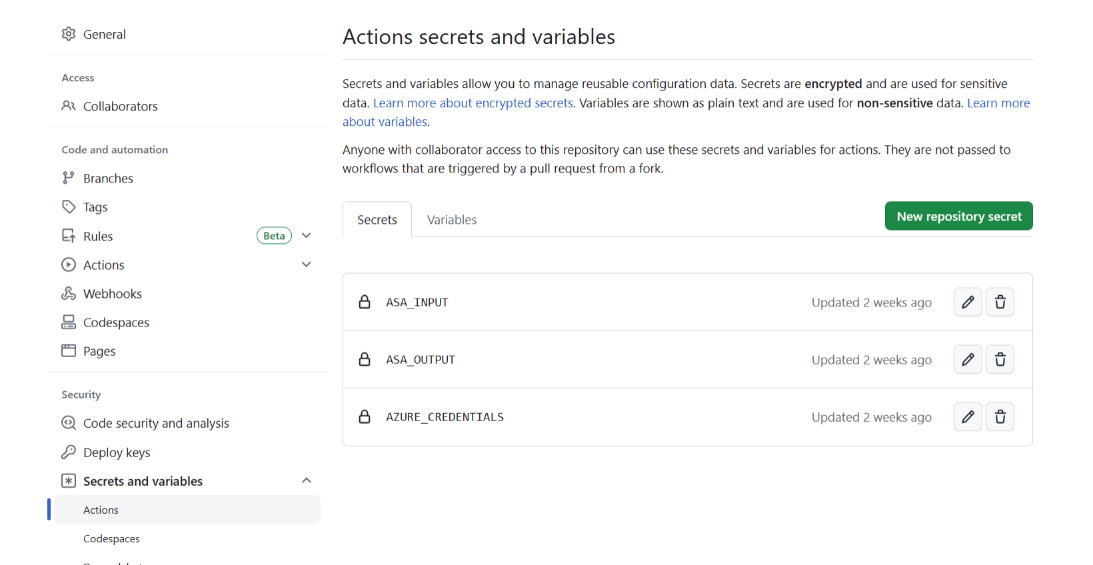 General
Access
Collaborators
Code and automation
Branches
Tags
Rules Beta
Actions
Webhooks
Codespaces
Pages
Security
Code security and analysis
Deploy keys
Secrets and variables
Actions
Codespaces
Actions secrets and variables
Secrets and variables allow you to manage reusable configuration data. Secrets are encrypted and are used for sensitive
data. Learn more about encrypted secrets. Variables are shown as plain text and are used for non-sensitive data. Learn more
about variables.
Anyone with collaborator access to this repository can use these secrets and variables for actions. They are not passed to
workflows that are triggered by a pull request from a fork.
Secrets Variables New repository secret
ASA_INPUT Updated 2 weeks ago
ASA_OUTPUT Updated 2 weeks ago
AZURE_CREDENTIALS Updated 2 weeks ago